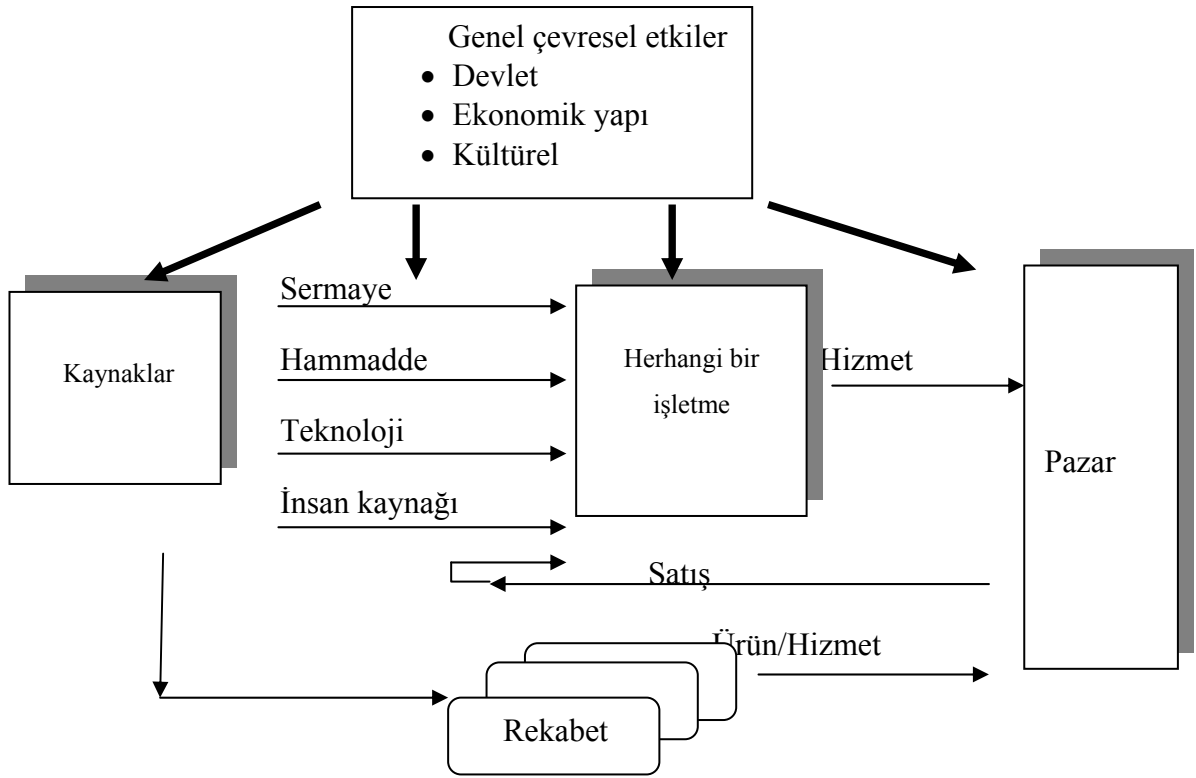 Genel çevresel etkiler
• Devlet
• Ekonomik yapı
• Kültürel
Sermaye
Kaynaklar
Hammadde
Herhangi bir
işletme
Hizmet
Teknoloji
Pazar
İnsan kaynağı
Satış
Ürün/Hizmet
Rekabet